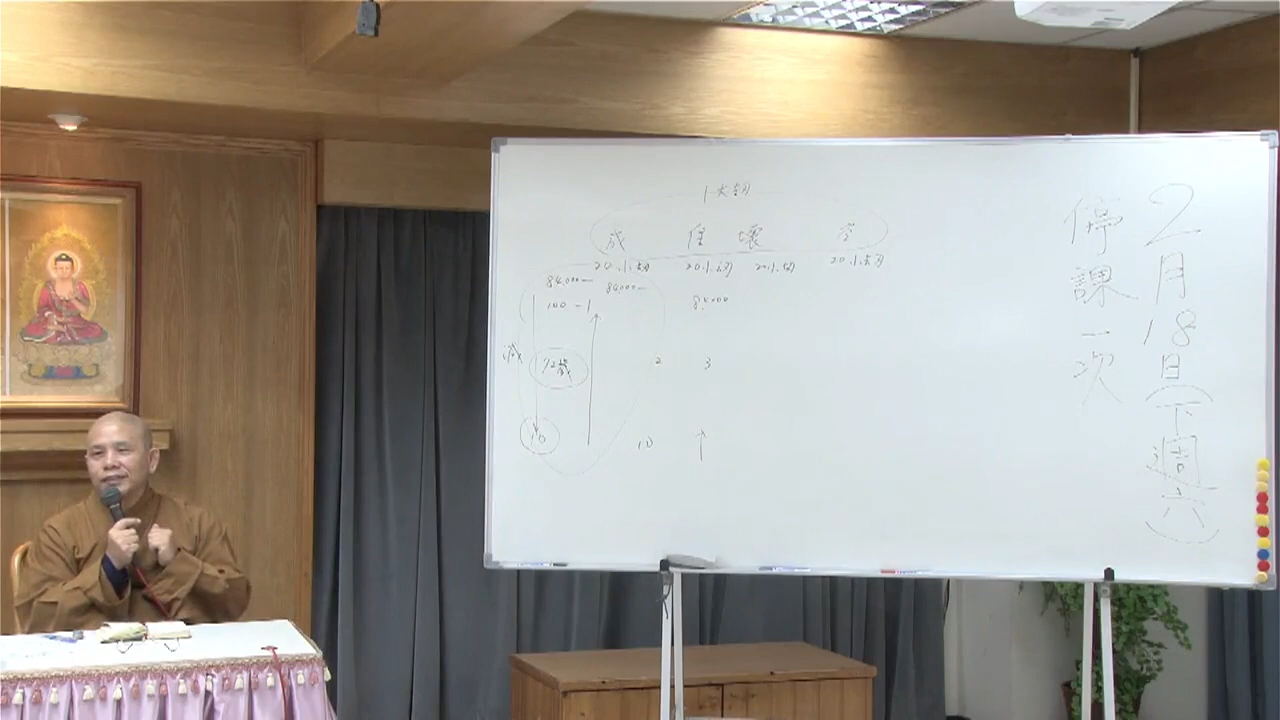 1大劫
成 住 壞 空
20小劫 20小劫 20小劫 20小劫
84000 84000
100 - 1 84000
減 72歲 2 3
10 10
2月18日(下週六)
停課一次